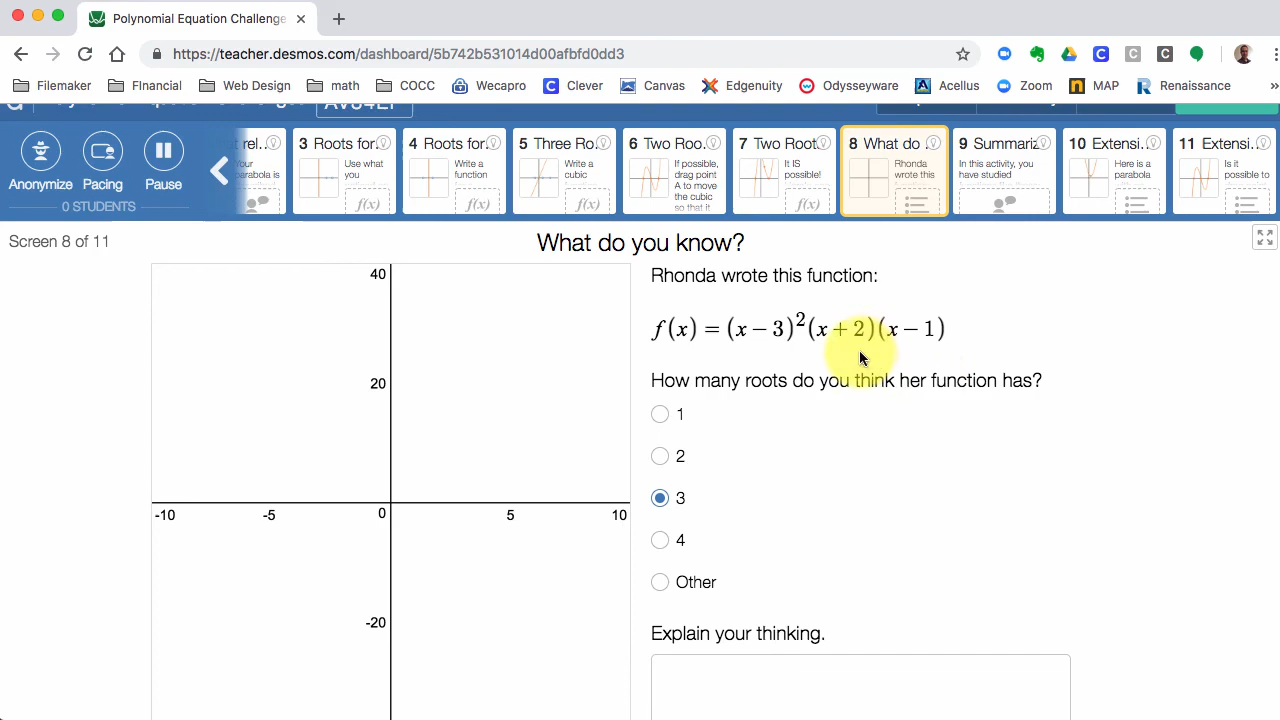 Polynomial Equation Challenge
https://teacher.desmos.com/dashboard/5b742b531014d00afbfd0dd3
Filemaker FInancial Web Design math COCC Wecapro Clever Canvas Edgenuity Odysseyware Acellus Zoom MAP Renaissance
Anonymize Pacing Pause
0 STUDENTS
rel...
parabola is
3 Roots for...
Use what
you
f(x)
4 Roots for...
Write a
function
f(x)
5 Three Ro...
Write a
cubic
f(x)
6 Two Roo...
If possible,
drag point
A to move
the cubic
so that it
7 Two Root...
It IS
possible!
f(x)
8 What do
Rhonda
wrote this
9 Summariz...
In this activity, you
have studied
10 Extensi...
Here is a
parabola
11 Extensi...
Is it
possible to
Screen 8 of 11
What do you know?
40
20
-10 -5 0 5 10
-20
Rhonda wrote this function:
f(x) = (x − 3)²(x + 2)(x − 1)
How many roots do you think her function has?
1
2
3
4
Other
Explain your thinking.